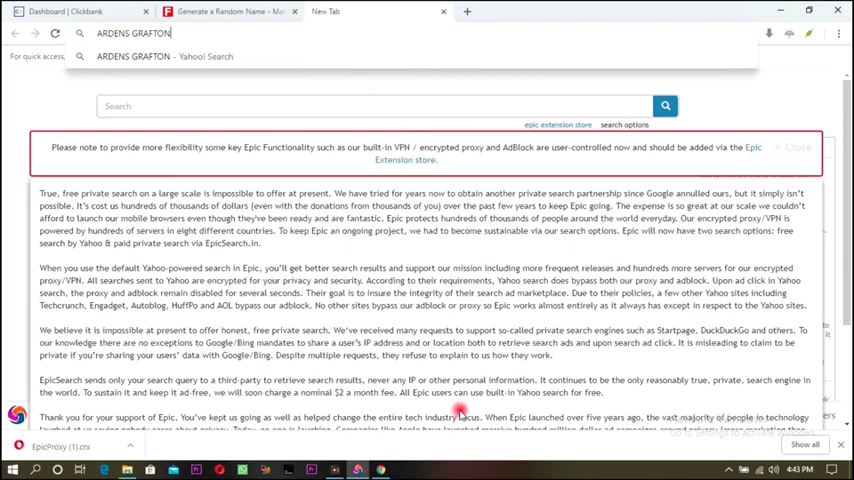 Dashboard | Clickbank
Generate a Random Name - Mak
New Tab
ARDENS GRAFTON
For quick access,
ARDENS GRAFTON - Yahoo! Search
Search
epic extension store search options
Please note to provide more flexibility some key Epic Functionality such as our built-in VPN / encrypted proxy and AdBlock are user-controlled now and should be added via the Epic
Extension store.
× Close
True, free private search on a large scale is impossible to offer at present. We have tried for years now to obtain another private search partnership since Google annulled ours, but it simply isn't
possible. It's cost us hundreds of thousands of dollars (even with the donations from thousands of you) over the past few years to keep Epic going. The expense is so great at our scale we couldn't
afford to launch our mobile browsers even though they've been ready and are fantastic. Epic protects hundreds of thousands of people around the world everyday. Our encrypted proxy/VPN is
powered by hundreds of servers in eight different countries. To keep Epic an ongoing project, we had to become sustainable via our search options. Epic will now have two search options: free
search by Yahoo & paid private search via EpicSearch.in.
When you use the default Yahoo-powered search in Epic, you'll get better search results and support our mission including more frequent releases and hundreds more servers for our encrypted
proxy/VPN. All searches sent to Yahoo are encrypted for your privacy and security. According to their requirements, Yahoo search does bypass both our proxy and adblock. Upon ad click in Yahoo
search, the proxy and adblock remain disabled for several seconds. Their goal is to insure the integrity of their search ad marketplace. Due to their policies, a few other Yahoo sites including
Techcrunch, Engadget, Autoblog, HuffPo and AOL bypass our adblock. No other sites bypass our adblock or proxy so Epic works almost entirely as it always has except in respect to the Yahoo sites.
We believe it is impossible at present to offer honest, free private search. We've received many requests to support so-called private search engines such as Startpage, DuckDuckGo and others. To
our knowledge there are no exceptions to Google/Bing mandates to share a user's IP address and or location both to retrieve search ads and upon search ad click. It is misleading to claim to be
private if you're sharing your users' data with Google/Bing. Despite multiple requests, they refuse to explain to us how they work.
EpicSearch sends only your search query to a third-party to retrieve search results, never any IP or other personal information. It continues to be the only reasonably true, private, search engine in
the world. To sustain it and keep it ad-free, we will soon charge a nominal $2 a month fee. All Epic users can use built-in Yahoo search for free.
Thank you for your support of Epic. You've kept us going as well as helped change the entire tech industry focus. When Epic launched over five years ago, the vast majority of people in technology
Go to Settings to activate Windows.
EpicProxy (1).crx
Show all
4:43 PM